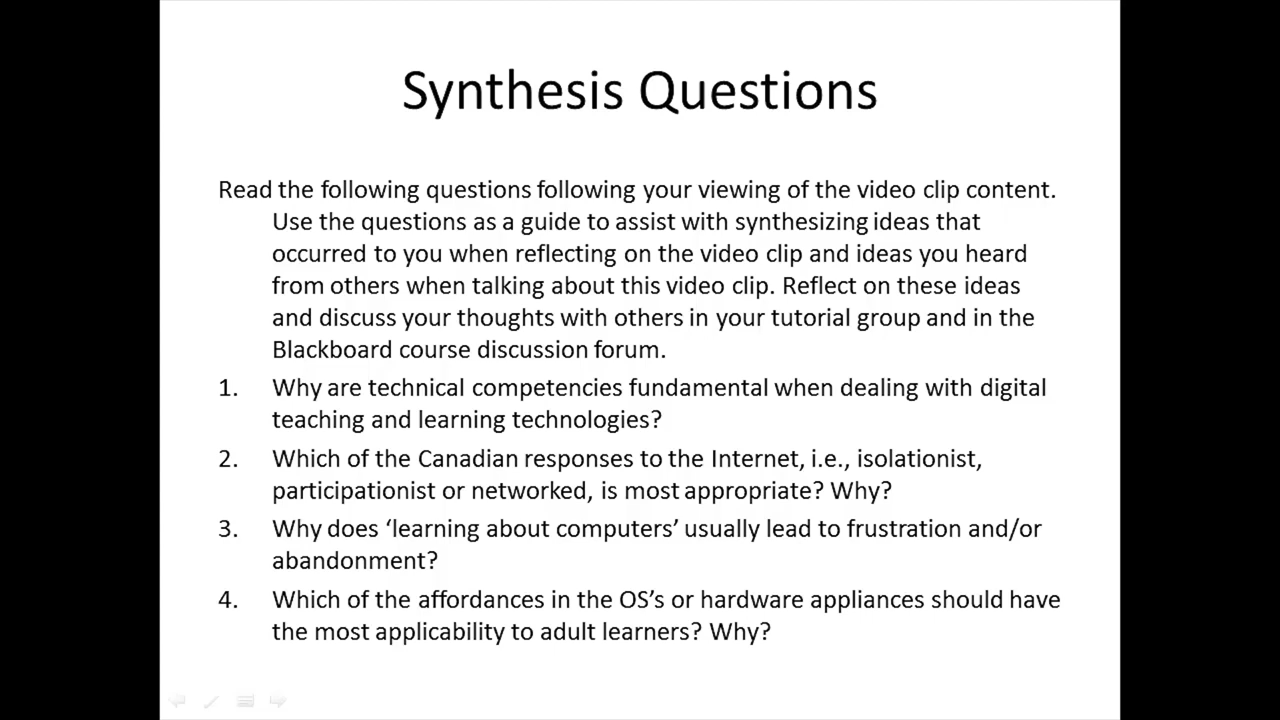 Synthesis Questions
Read the following questions following your viewing of the video clip content.
Use the questions as a guide to assist with synthesizing ideas that
occurred to you when reflecting on the video clip and ideas you heard
from others when talking about this video clip. Reflect on these ideas
and discuss your thoughts with others in your tutorial group and in the
Blackboard course discussion forum.
1. Why are technical competencies fundamental when dealing with digital
teaching and learning technologies?
2. Which of the Canadian responses to the Internet, i.e., isolationist,
participationist or networked, is most appropriate? Why?
3. Why does ‘learning about computers’ usually lead to frustration and/or
abandonment?
4. Which of the affordances in the OS’s or hardware appliances should have
the most applicability to adult learners? Why?